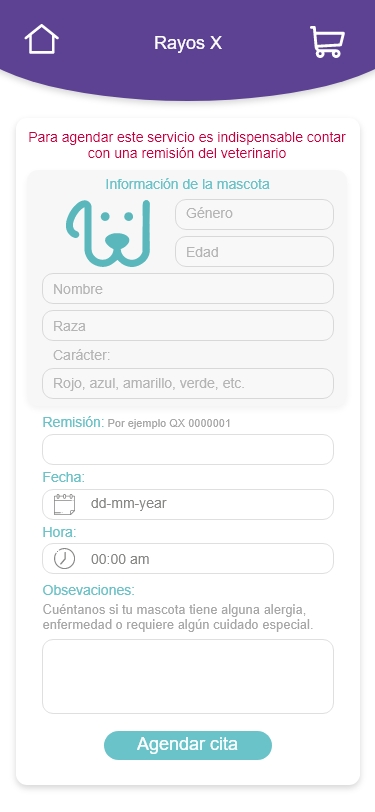 Rayos X
Para agendar este servicio es indispensable contar
con una remisión del veterinario
Información de la mascota
Género
Edad
Nombre
Raza
Carácter:
Rojo, azul, amarillo, verde, etc.
Remisión: Por ejemplo QX 0000001
Fecha:
dd-mm-year
Hora:
00:00 am
Obsevaciones:
Cuéntanos si tu mascota tiene alguna alergia,
enfermedad o requiere algún cuidado especial.
Agendar cita